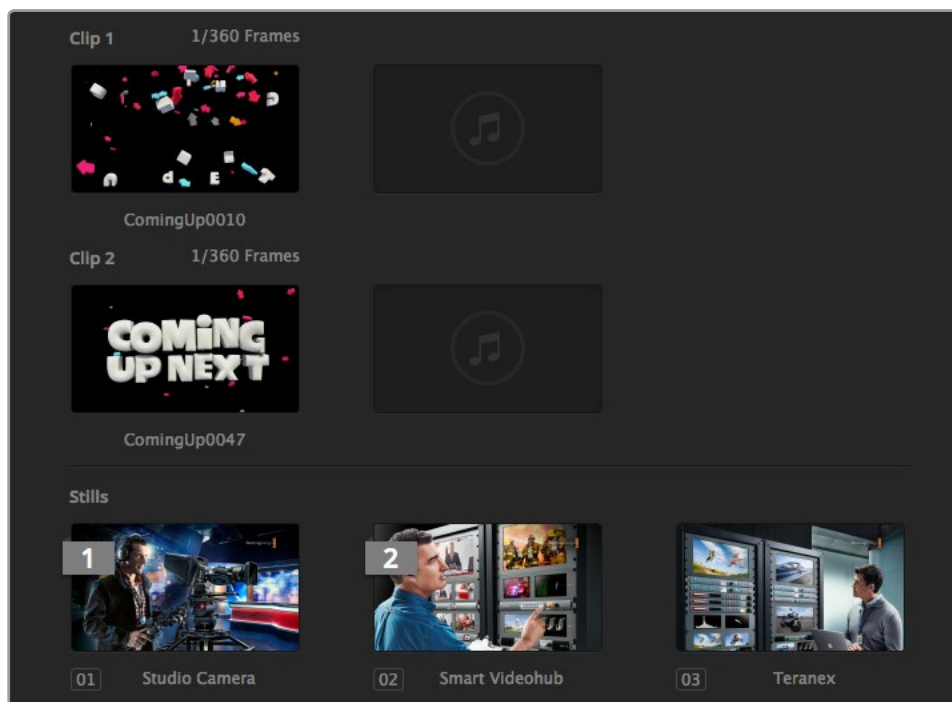 Clip 1 1/360 Frames
ComingUp0010
Clip 2 1/360 Frames
COMING
UP NEXT
ComingUp0047
Stills
1 2
01 Studio Camera 02 Smart Videohub 03 Teranex